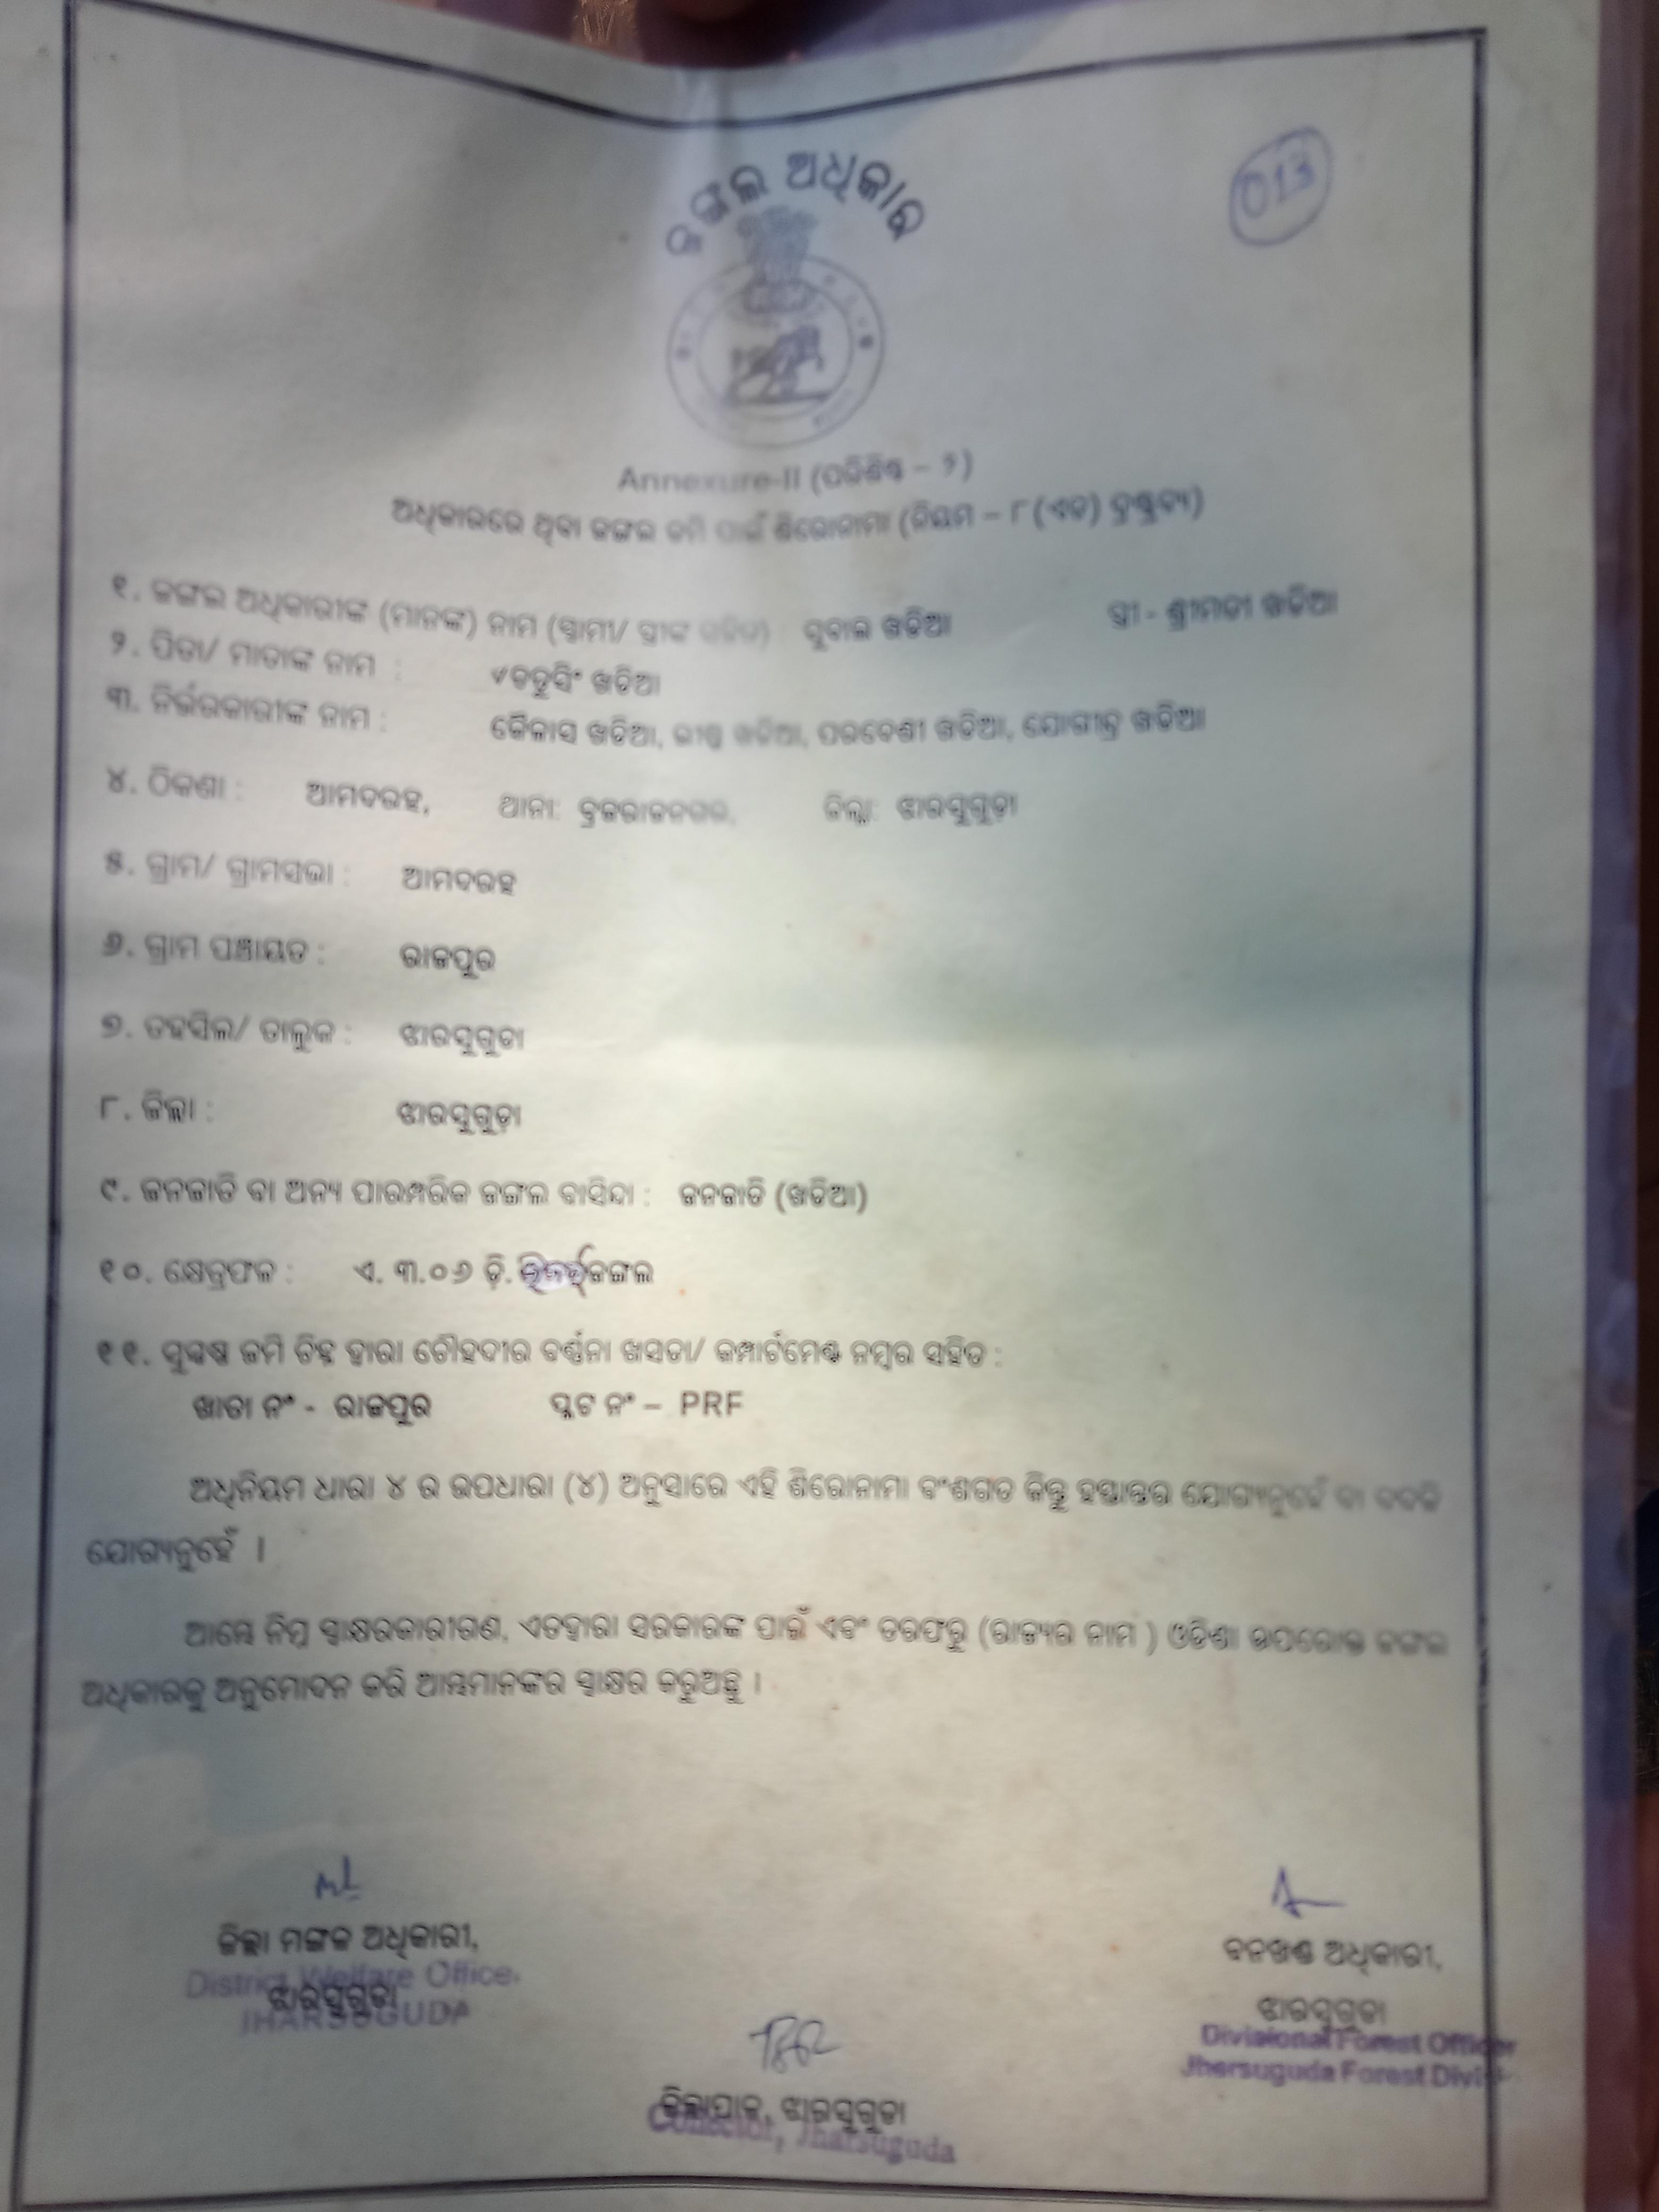 ଜଙ୍ଗଲ ଅଧିକାର
013
Annexure-II (ପରିଶିଷ୍ଟ – ୨)
ଅଧିକାରରେ ଥିବା ଜଙ୍ଗଲ ଜମି ପାଇଁ ଶିରୋନାମା (ନିୟମ – ୮ (ଏଚ) ଦ୍ରଷ୍ଟବ୍ୟ)
୧. ଜଙ୍ଗଲ ଅଧିକାରୀଙ୍କ (ମାନଙ୍କ) ନାମ (ସ୍ୱାମୀ/ ସ୍ତ୍ରୀଙ୍କ ସହିତ) ସୁବାଇ ଖଡିଆ ସ୍ତ୍ରୀ - ଶ୍ରୀମତୀ ଖଡିଆ
୨. ପିତା/ ମାତାଙ୍କ ନାମ : ଖଡିଆ
୩. ନିର୍ଭରକାରୀଙ୍କ ନାମ : କୈଳାସ ଖଡିଆ, ଖଡିଆ, ପରଦେଶୀ ଖଡିଆ, ଯୋଗୀନ୍ଦ୍ର ଖଡିଆ
୪. ଠିକଣା : ଆମଦରହ, ଥାନା: ବ୍ରଜରାଜନଗର, ଜିଲ୍ଲା: ଝାରସୁଗୁଡ଼ା
୫. ଗ୍ରାମ/ ଗ୍ରାମସଭା : ଆମଦରହ
୬. ଗ୍ରାମ ପଞ୍ଚାୟତ : ରାଜପୁର
୭. ତହସିଲ/ ତାଲୁକ : ଝାରସୁଗୁଡା
୮. ଜିଲ୍ଲା : ଝାରସୁଗୁଡ଼ା
୯. ଜନଜାତି ବା ଅନ୍ୟ ପାରମ୍ପରିକ ଜଙ୍ଗଲ ବାସିନ୍ଦା : ଜନଜାତି (ଖଡିଆ)
୧୦. କ୍ଷେତ୍ରଫଳ : ଏ. ୩.୦୬ ଡ଼ି. ଜଙ୍ଗଲ
୧୧. ସୁସ୍ପଷ୍ଟ ଜମି ଚିହ୍ନ ଦ୍ୱାରା ଚୌହଦୀର ବର୍ଣ୍ଣନା ଖସଡା/ କମ୍ପାର୍ଟମେଣ୍ଟ ନମ୍ବର ସହିତ :
ଖାତା ନଂ - ରାଜପୁର ପ୍ଲଟ ନଂ – PRF
ଅଧିନିୟମ ଧାରା ୪ ର ଉପଧାରା (୪) ଅନୁସାରେ ଏହି ଶିରୋନାମା ବଂଶଗତ କିନ୍ତୁ ହସ୍ତାନ୍ତର ଯୋଗ୍ୟନୁହେଁ ବା ବଦଳି
ଯୋଗ୍ୟନୁହେଁ ।
ଆମ୍ଭେ ନିମ୍ନ ସ୍ୱାକ୍ଷରକାରୀଗଣ, ଏତଦ୍ୱାରା ସରକାରଙ୍କ ପାଇଁ ଏବଂ ତରଫରୁ (ରାଜ୍ୟର ନାମ ) ଓଡିଶା ଉପରୋକ୍ତ ଜଙ୍ଗଲ
ଅଧିକାରକୁ ଅନୁମୋଦନ କରି ଆମ୍ଭମାନଙ୍କର ସ୍ୱାକ୍ଷର କରୁଅଛୁ ।
ଜିଲ୍ଲା ମଙ୍ଗଳ ଅଧିକାରୀ,
District Welfare Office.
ଝାରସୁଗୁଡା
JHARSUGUDA
ବନଖଣ୍ଡ ଅଧିକାରୀ,
ଝାରସୁଗୁଡା
Divisional Forest Officer
Jharsuguda Forest Divi
ଜିଲ୍ଲାପାଳ, ଝାରସୁଗୁଡା
Collector, Jharsuguda